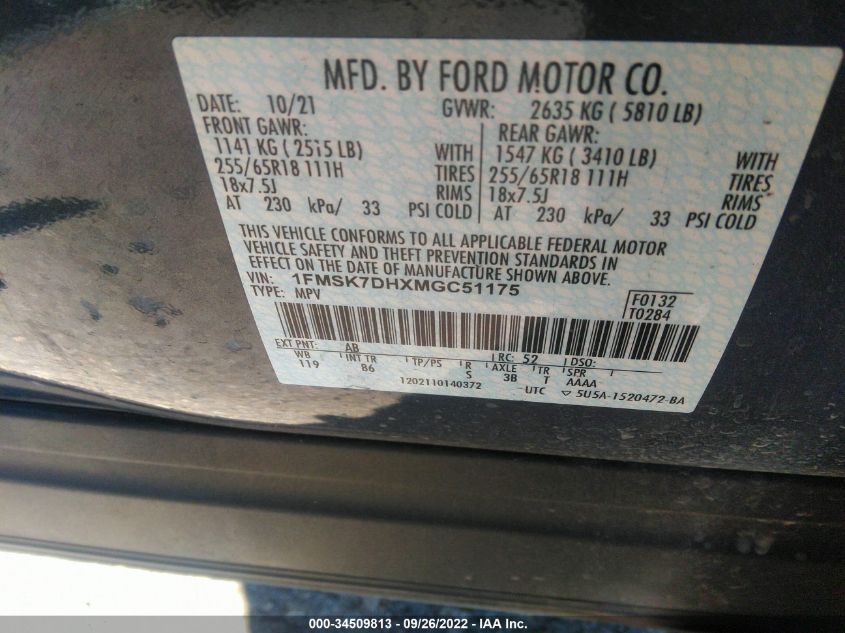 MFD. BY FORD MOTOR CO.
DATE: 10/21 GVWR: 2635 KG ( 5810 LB)
FRONT GAWR: REAR GAWR:
1141 KG ( 2515 LB) WITH 1547 KG ( 3410 LB) WITH
255/65R18 111H TIRES 255/65R18 111H TIRES
18x7.5J RIMS 18x7.5J RIMS
AT 230 kPa/ 33 PSI COLD AT 230 kPa/ 33 PSI COLD
THIS VEHICLE CONFORMS TO ALL APPLICABLE FEDERAL MOTOR
VEHICLE SAFETY AND THEFT PREVENTION STANDARDS IN
EFFECT ON THE DATE OF MANUFACTURE SHOWN ABOVE.
VIN: 1FMSK7DHXMGC51175
TYPE: MPV
F0132
T0284
EXT PNT: AB RC: 52 DSO:
WB INT TR TP/PS R AXLE TR SPR
119 B6 S 3B T AAAA
1202110140372 UTC ▽ 5U5A-1520472-BA
000-34509813 - 09/26/2022 - IAA Inc.